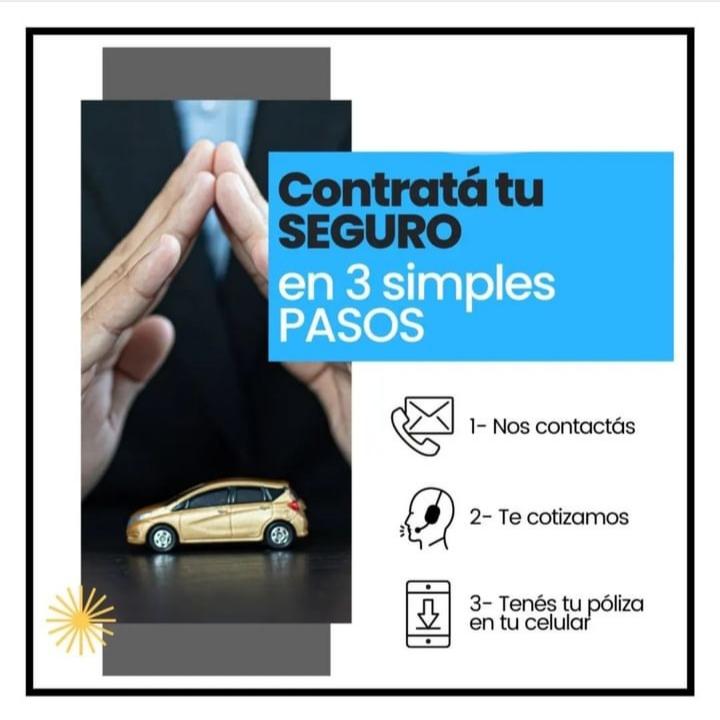 Contratá tu
SEGURO
en 3 simples
PASOS
1- Nos contactás
2- Te cotizamos
3- Tenés tu póliza
en tu celular